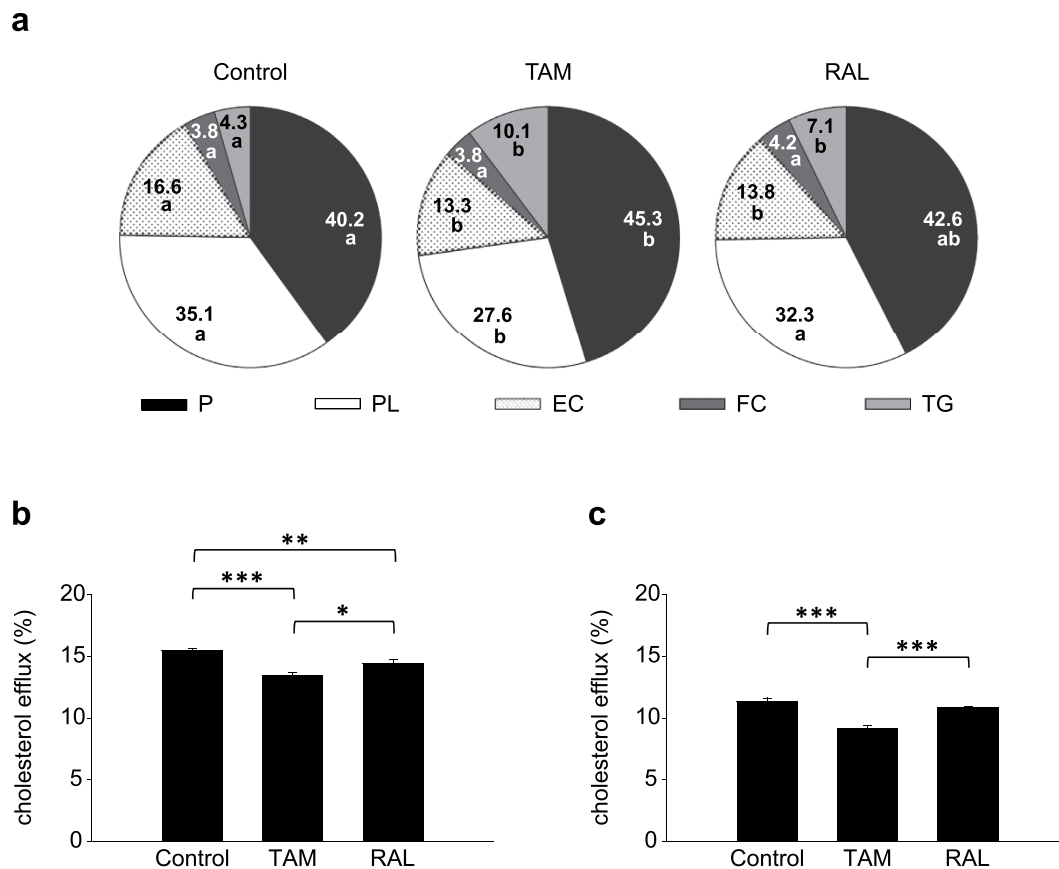 a
Control TAM RAL
3.8 a
4.3 a
16.6 a
40.2 a
35.1 a
10.1 b
3.8 a
13.3 b
45.3 b
27.6 b
7.1 b
4.2 a
13.8 b
42.6 ab
32.3 a
P PL EC FC TG
b
**
***
*
20
15
10
5
0
cholesterol efflux (%)
Control TAM RAL
c
***
***
20
15
10
5
0
cholesterol efflux (%)
Control TAM RAL